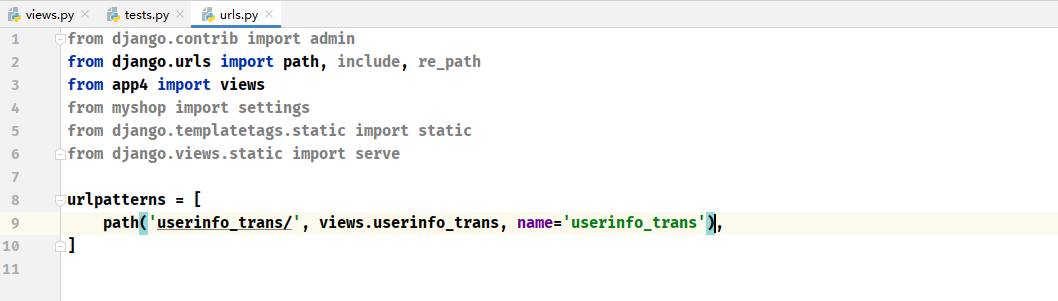 views.py × tests.py × urls.py ×
1 from django.contrib import admin
2 from django.urls import path, include, re_path
3 from app4 import views
4 from myshop import settings
5 from django.templatetags.static import static
6 from django.views.static import serve
7
8 urlpatterns = [
9     path('userinfo_trans/', views.userinfo_trans, name='userinfo_trans'),
10 ]
11